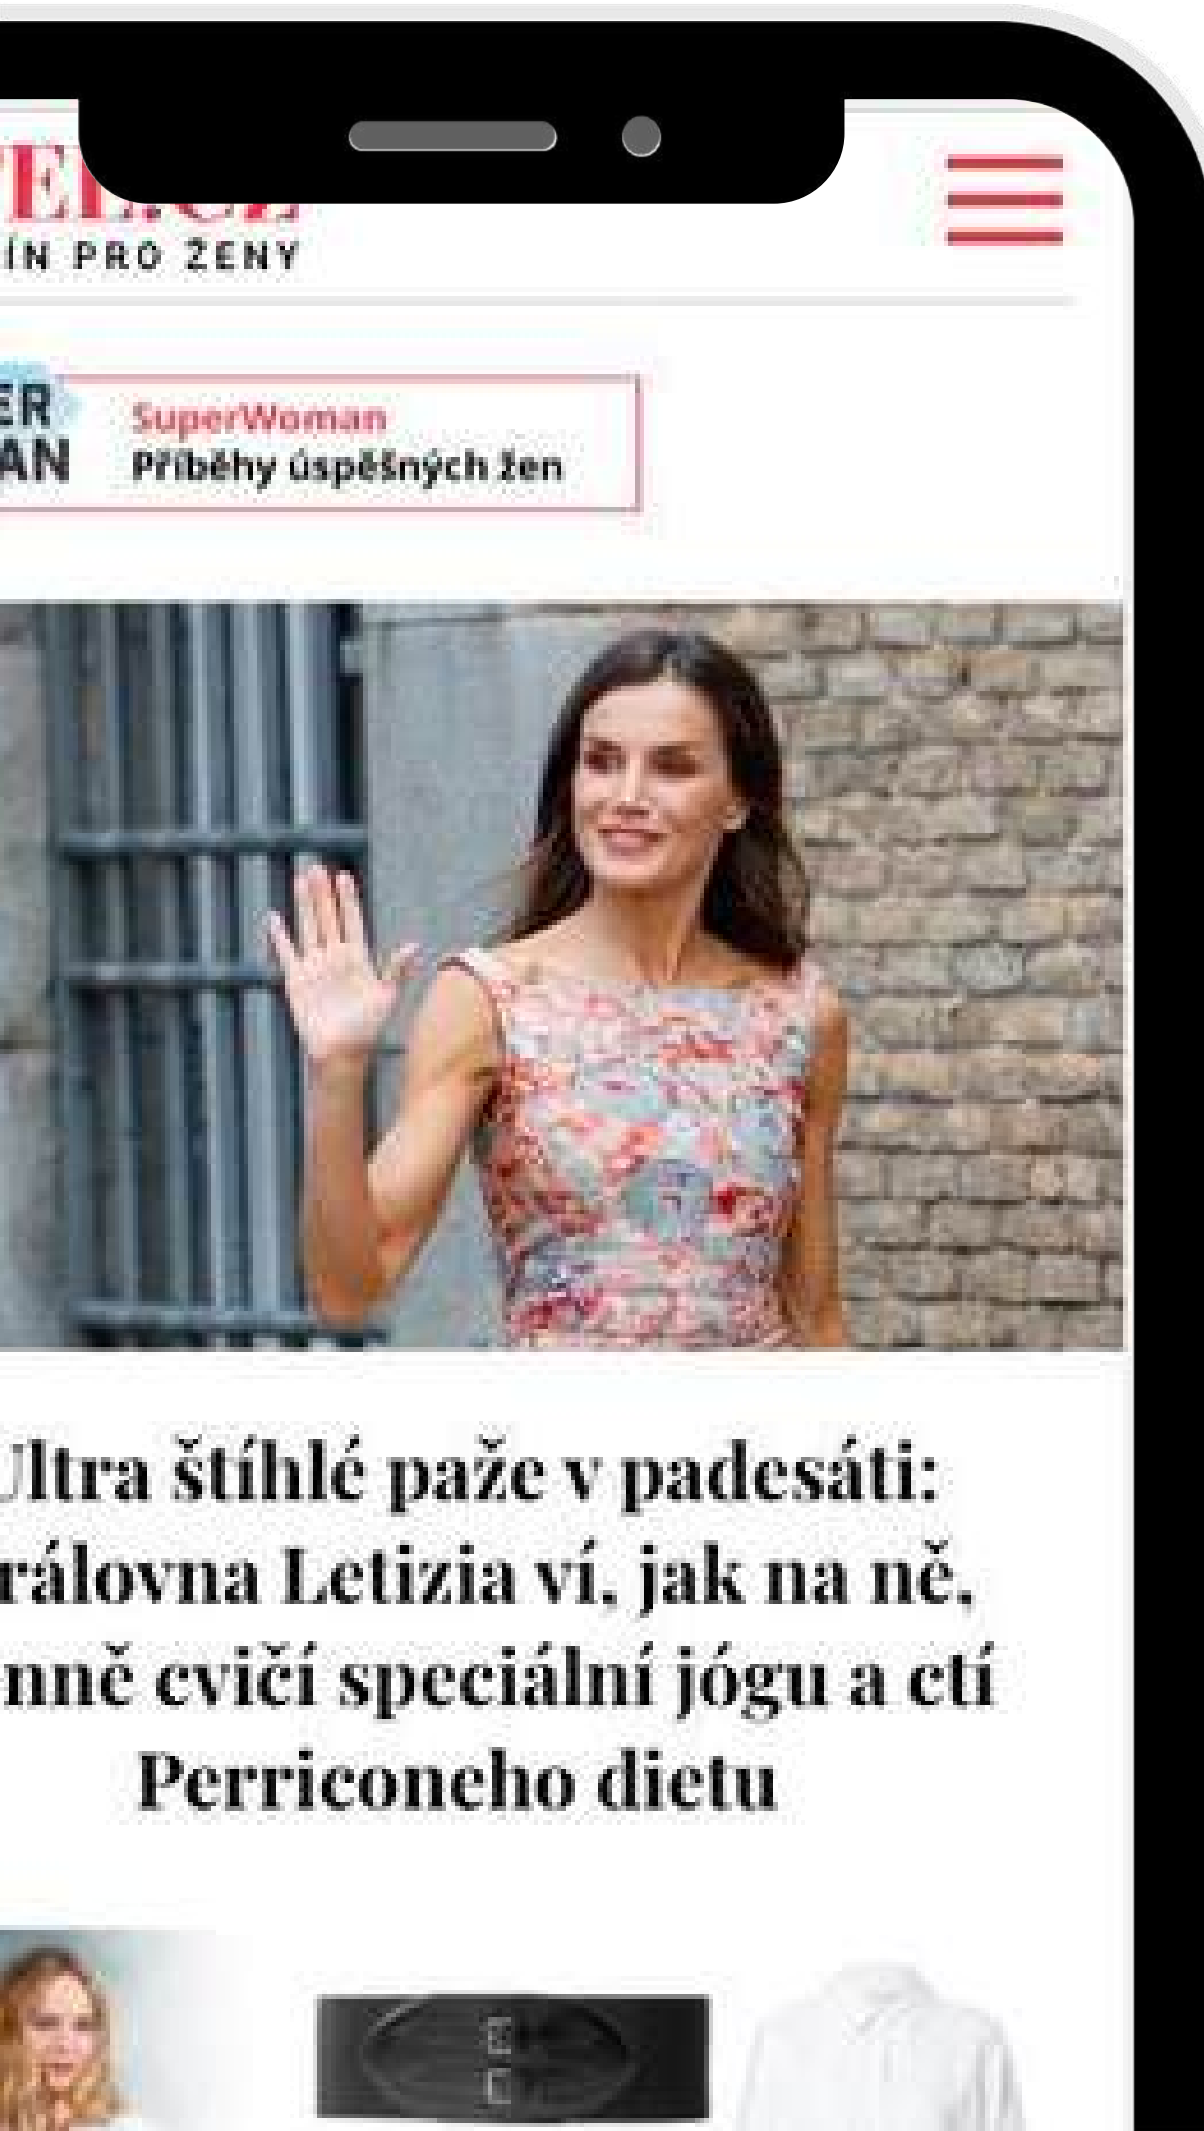 ÍN PRO ŽENY
ER
AN
SuperWoman
Příběhy úspěšných žen
Ultra štíhlé paže v padesáti:
rálovna Letizia ví, jak na ně,
nně cvičí speciální jógu a ctí
Perriconeho dietu